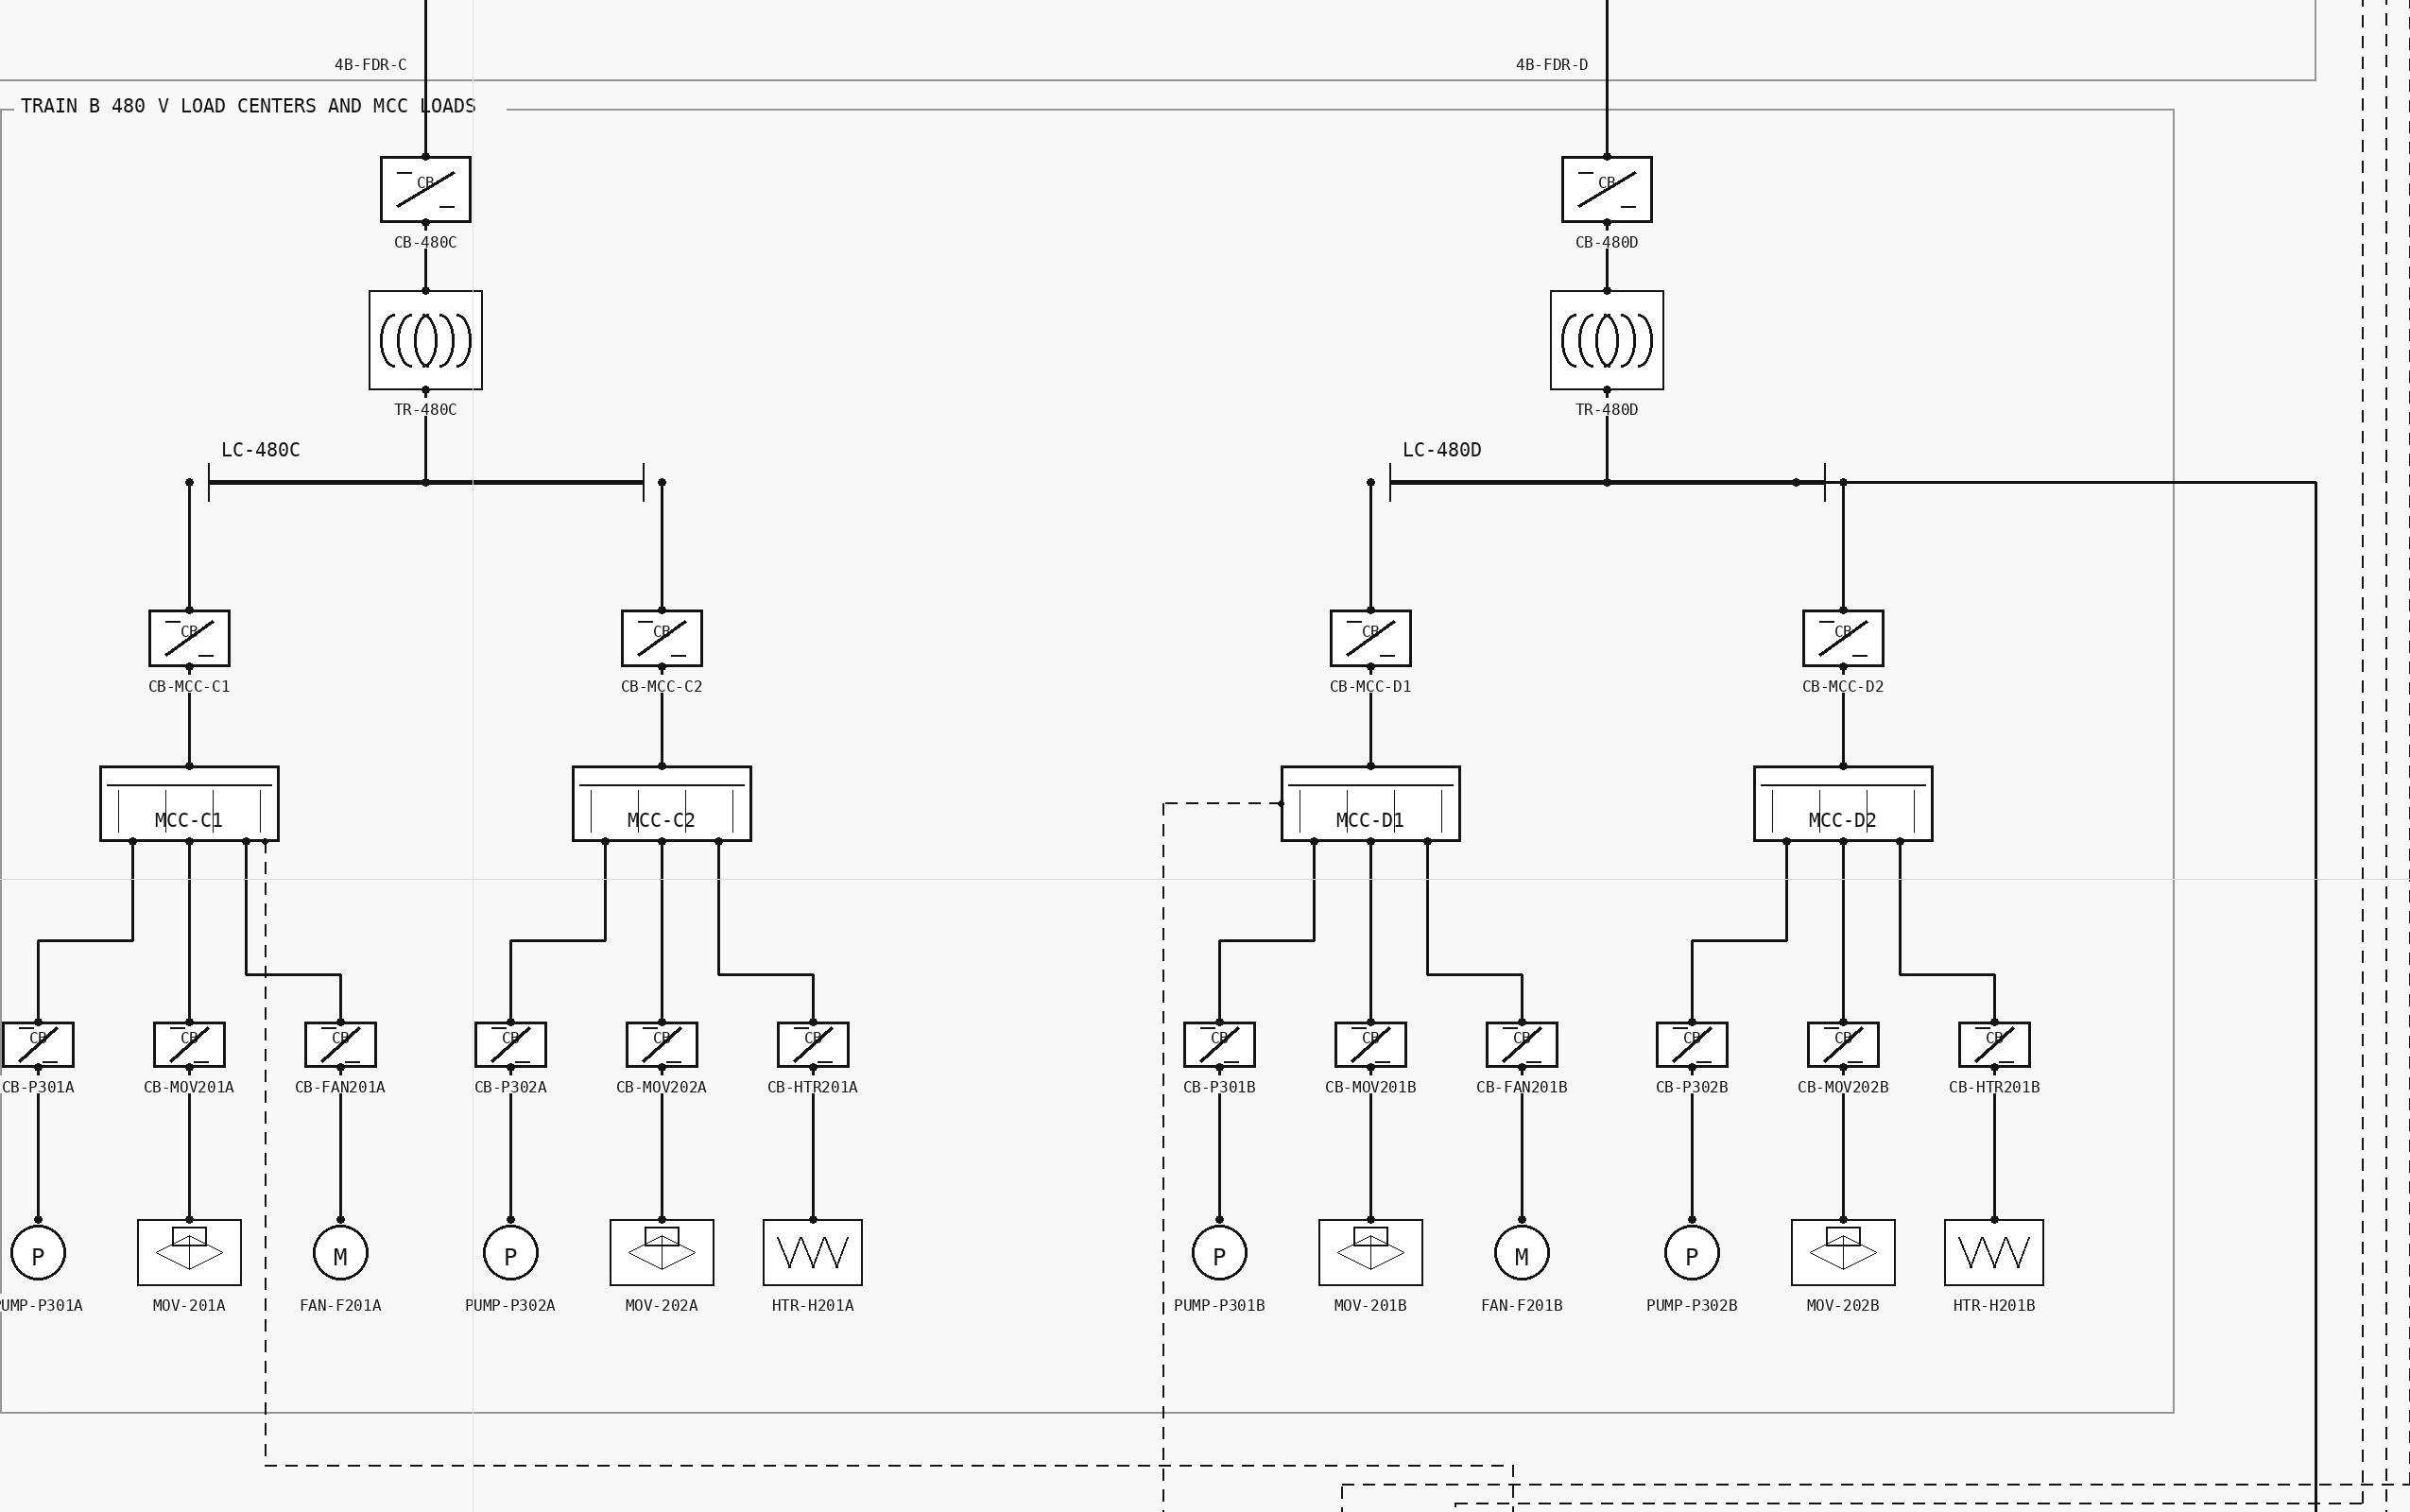 4B-FDR-C
4B-FDR-D
TRAIN B 480 V LOAD CENTERS AND MCC LOADS
CB
CB
CB-480C
CB-480D
TR-480C
TR-480D
LC-480C
LC-480D
CB
CB
CB
CB
CB-MCC-C1
CB-MCC-C2
CB-MCC-D1
CB-MCC-D2
MCC-C1
MCC-C2
MCC-D1
MCC-D2
CB
CB
CB
CB
CB
CB
CB
CB
CB
CB
CB
CB
CB-P301A
CB-MOV201A
CB-FAN201A
CB-P302A
CB-MOV202A
CB-HTR201A
CB-P301B
CB-MOV201B
CB-FAN201B
CB-P302B
CB-MOV202B
CB-HTR201B
P
M
P
P
M
P
PUMP-P301A
MOV-201A
FAN-F201A
PUMP-P302A
MOV-202A
HTR-H201A
PUMP-P301B
MOV-201B
FAN-F201B
PUMP-P302B
MOV-202B
HTR-H201B